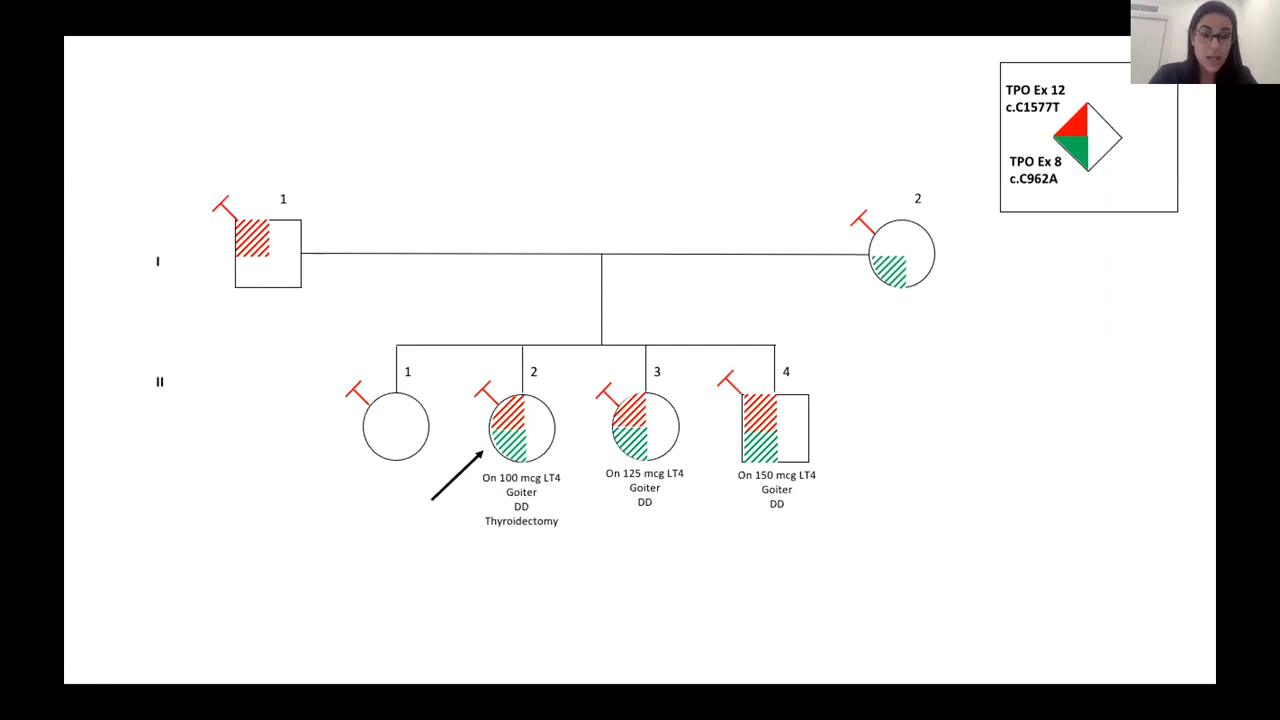 TPO Ex 12
c.C1577T
TPO Ex 8
c.C962A
1
2
I
II
1
2
3
4
On 100 mcg LT4
Goiter
DD
Thyroidectomy
On 125 mcg LT4
Goiter
DD
On 150 mcg LT4
Goiter
DD